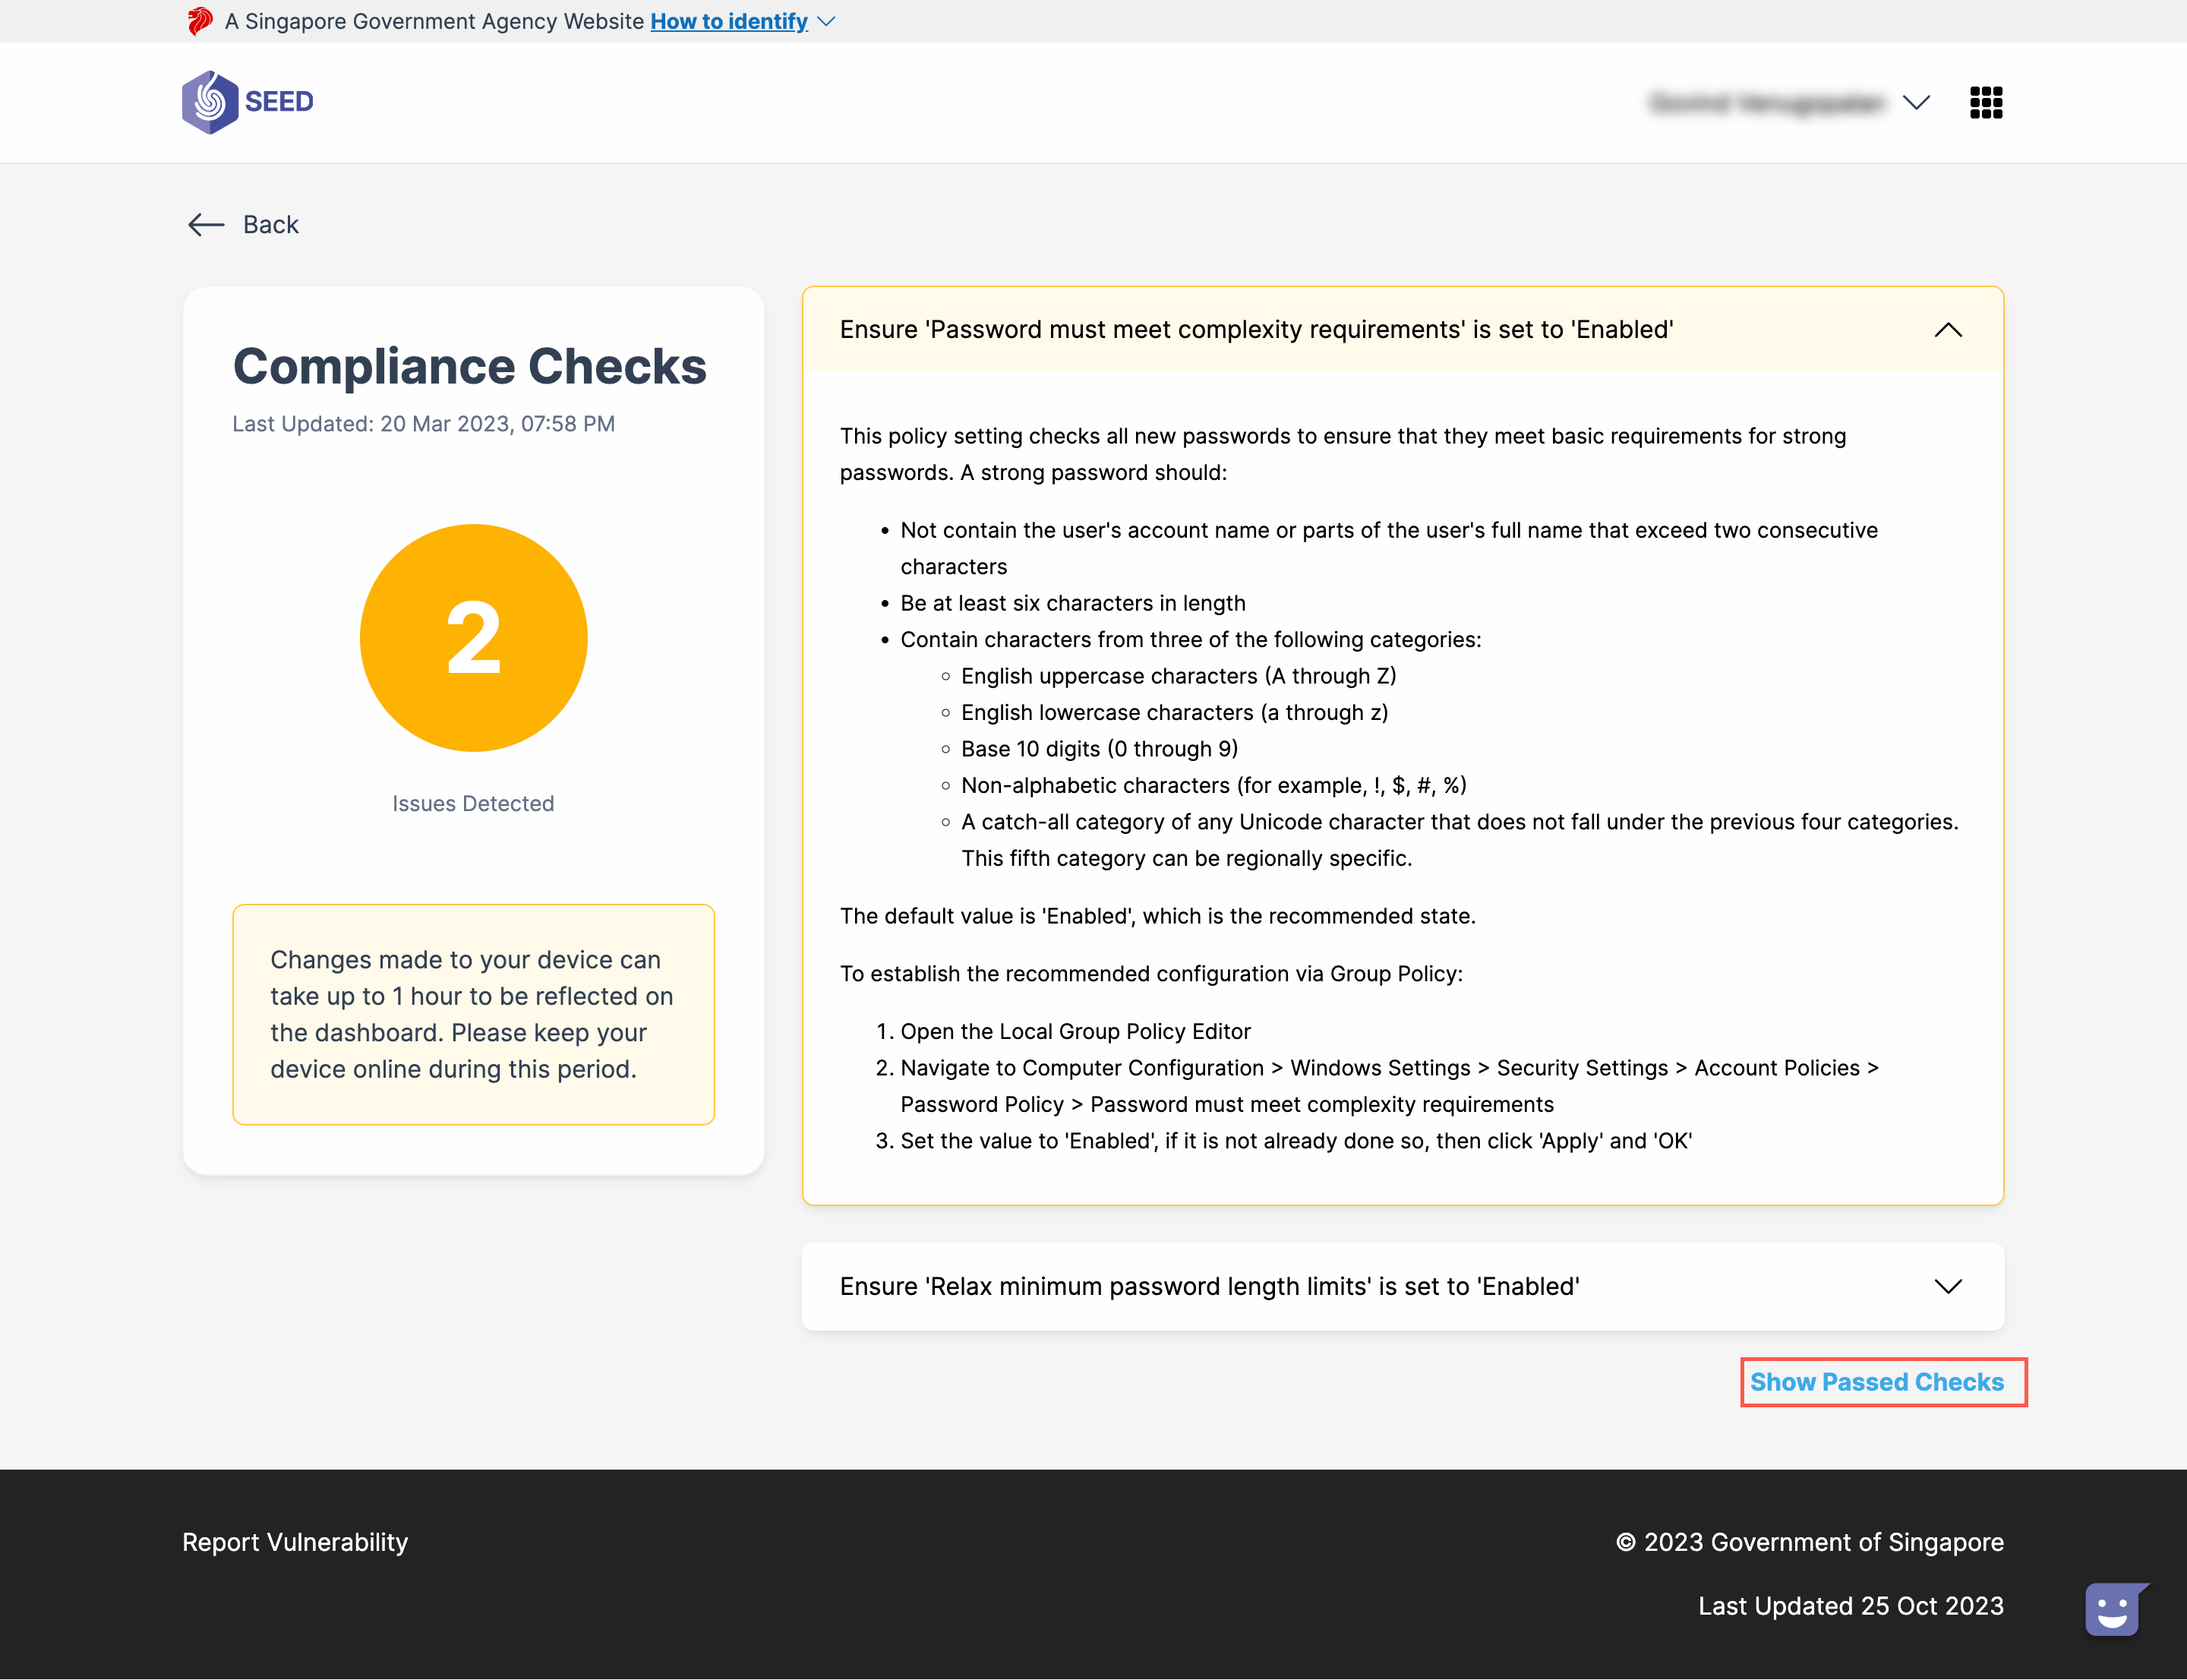 A Singapore Government Agency Website How to identify
SEED
Back
Compliance Checks
Last Updated: 20 Mar 2023, 07:58 PM
2
Issues Detected
Changes made to your device can
take up to 1 hour to be reflected on
the dashboard. Please keep your
device online during this period.
Ensure 'Password must meet complexity requirements' is set to 'Enabled'
This policy setting checks all new passwords to ensure that they meet basic requirements for strong
passwords. A strong password should:
• Not contain the user's account name or parts of the user's full name that exceed two consecutive
characters
• Be at least six characters in length
• Contain characters from three of the following categories:
◦ English uppercase characters (A through Z)
◦ English lowercase characters (a through z)
◦ Base 10 digits (0 through 9)
◦ Non-alphabetic characters (for example, !, $, #, %)
◦ A catch-all category of any Unicode character that does not fall under the previous four categories.
This fifth category can be regionally specific.
The default value is 'Enabled', which is the recommended state.
To establish the recommended configuration via Group Policy:
1. Open the Local Group Policy Editor
2. Navigate to Computer Configuration > Windows Settings > Security Settings > Account Policies >
Password Policy > Password must meet complexity requirements
3. Set the value to 'Enabled', if it is not already done so, then click 'Apply' and 'OK'
Ensure 'Relax minimum password length limits' is set to 'Enabled'
Show Passed Checks
Report Vulnerability
© 2023 Government of Singapore
Last Updated 25 Oct 2023